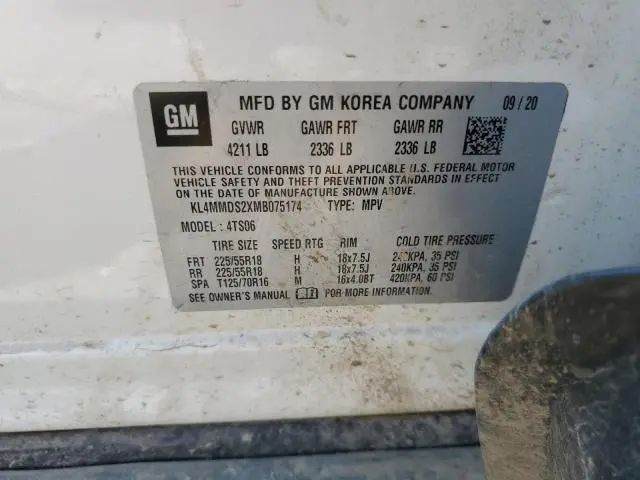 GM MFD BY GM KOREA COMPANY 09/20
GVWR GAWR FRT GAWR RR
4211 LB 2336 LB 2336 LB
THIS VEHICLE CONFORMS TO ALL APPLICABLE U.S. FEDERAL MOTOR
VEHICLE SAFETY AND THEFT PREVENTION STANDARDS IN EFFECT
ON THE DATE OF MANUFACTURE SHOWN ABOVE.
KL4MMDS2XMB075174 TYPE: MPV
MODEL: 4TS06
TIRE SIZE SPEED RTG RIM COLD TIRE PRESSURE
FRT 225/55R18 H 18x7.5J 240KPA, 35 PSI
RR 225/55R18 H 18x7.5J 240KPA, 35 PSI
SPA T125/70R16 M 16x4.0BT 420KPA, 60 PSI
SEE OWNER'S MANUAL FOR MORE INFORMATION.